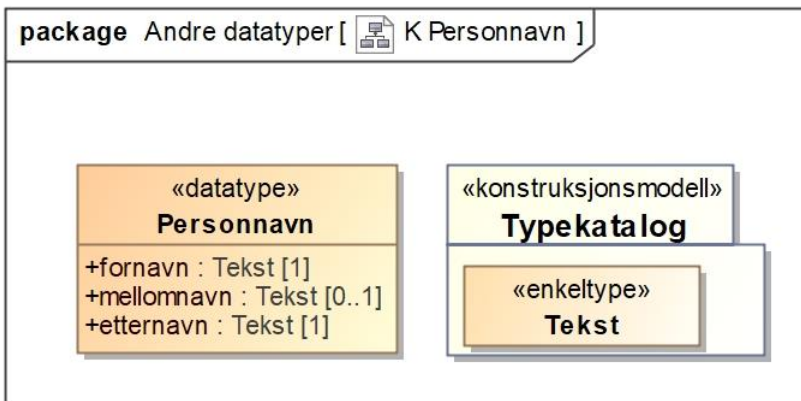 package Andre datatyper [ K Personnavn ]
«datatype»
Personnavn
+fornavn : Tekst [1]
+mellomnavn : Tekst [0..1]
+etternavn : Tekst [1]
«konstruksjonsmodell»
Typekatalog
«enkeltype»
Tekst